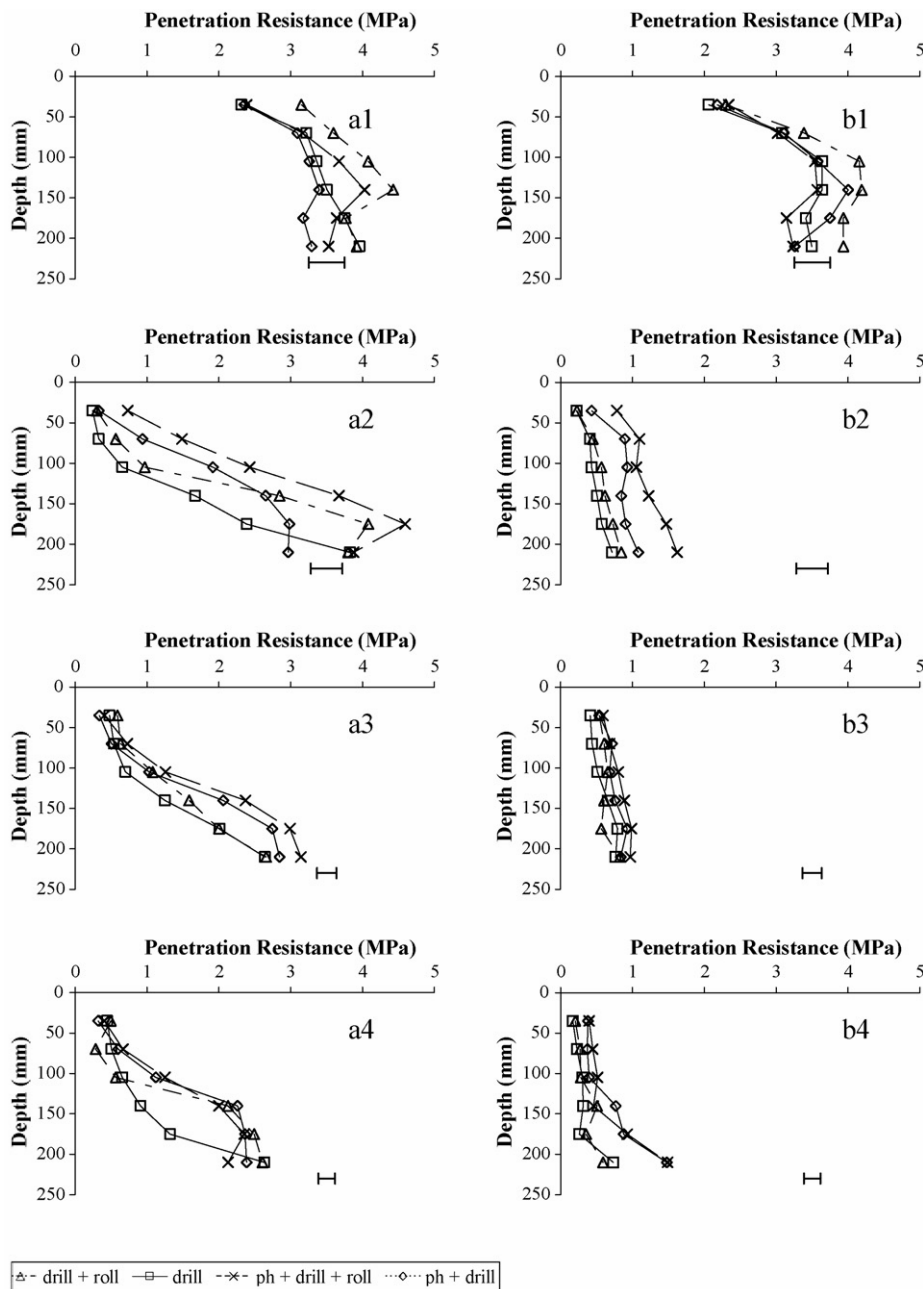 Penetration Resistance (MPa) Penetration Resistance (MPa)
0 1 2 3 4 5 0 1 2 3 4 5
0 0
50 50
a1 b1
100 100
150 150
200 200
250 250
Depth (mm) Depth (mm)
Penetration Resistance (MPa) Penetration Resistance (MPa)
0 1 2 3 4 5 0 1 2 3 4 5
0 0
50 50
a2 b2
100 100
150 150
200 200
250 250
Depth (mm) Depth (mm)
Penetration Resistance (MPa) Penetration Resistance (MPa)
0 1 2 3 4 5 0 1 2 3 4 5
0 0
50 50
a3 b3
100 100
150 150
200 200
250 250
Depth (mm) Depth (mm)
Penetration Resistance (MPa) Penetration Resistance (MPa)
0 1 2 3 4 5 0 1 2 3 4 5
0 0
50 50
a4 b4
100 100
150 150
200 200
250 250
Depth (mm) Depth (mm)
drill + roll drill ph + drill + roll ph + drill